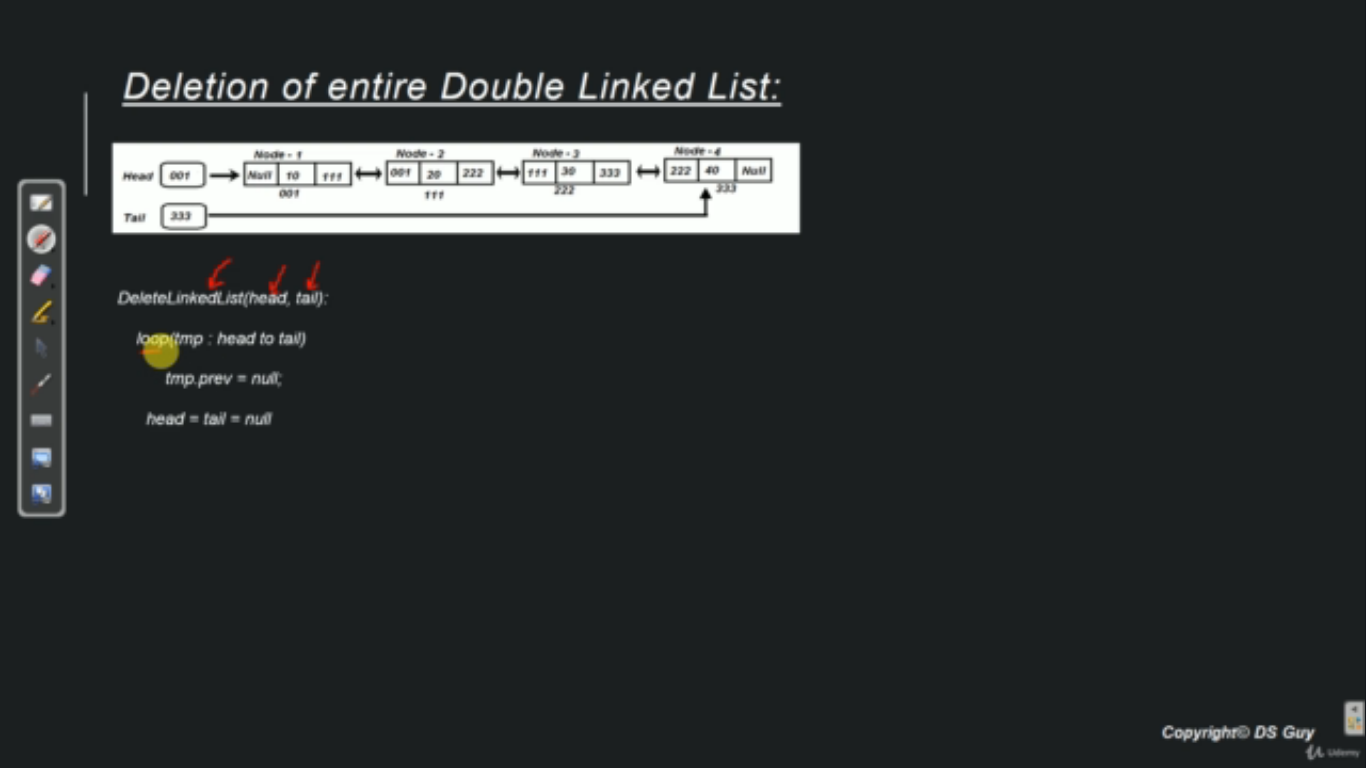 Deletion of entire Double Linked List:
Node - 1 Node - 2 Node - 3 Node - 4
Head 001 Null 10 111 001 20 222 111 30 333 222 40 Null
001 111 222 333
Tail 333
DeleteLinkedList(head, tail):
loop(tmp : head to tail)
tmp.prev = null;
head = tail = null
Copyright© DS Guy
Udemy